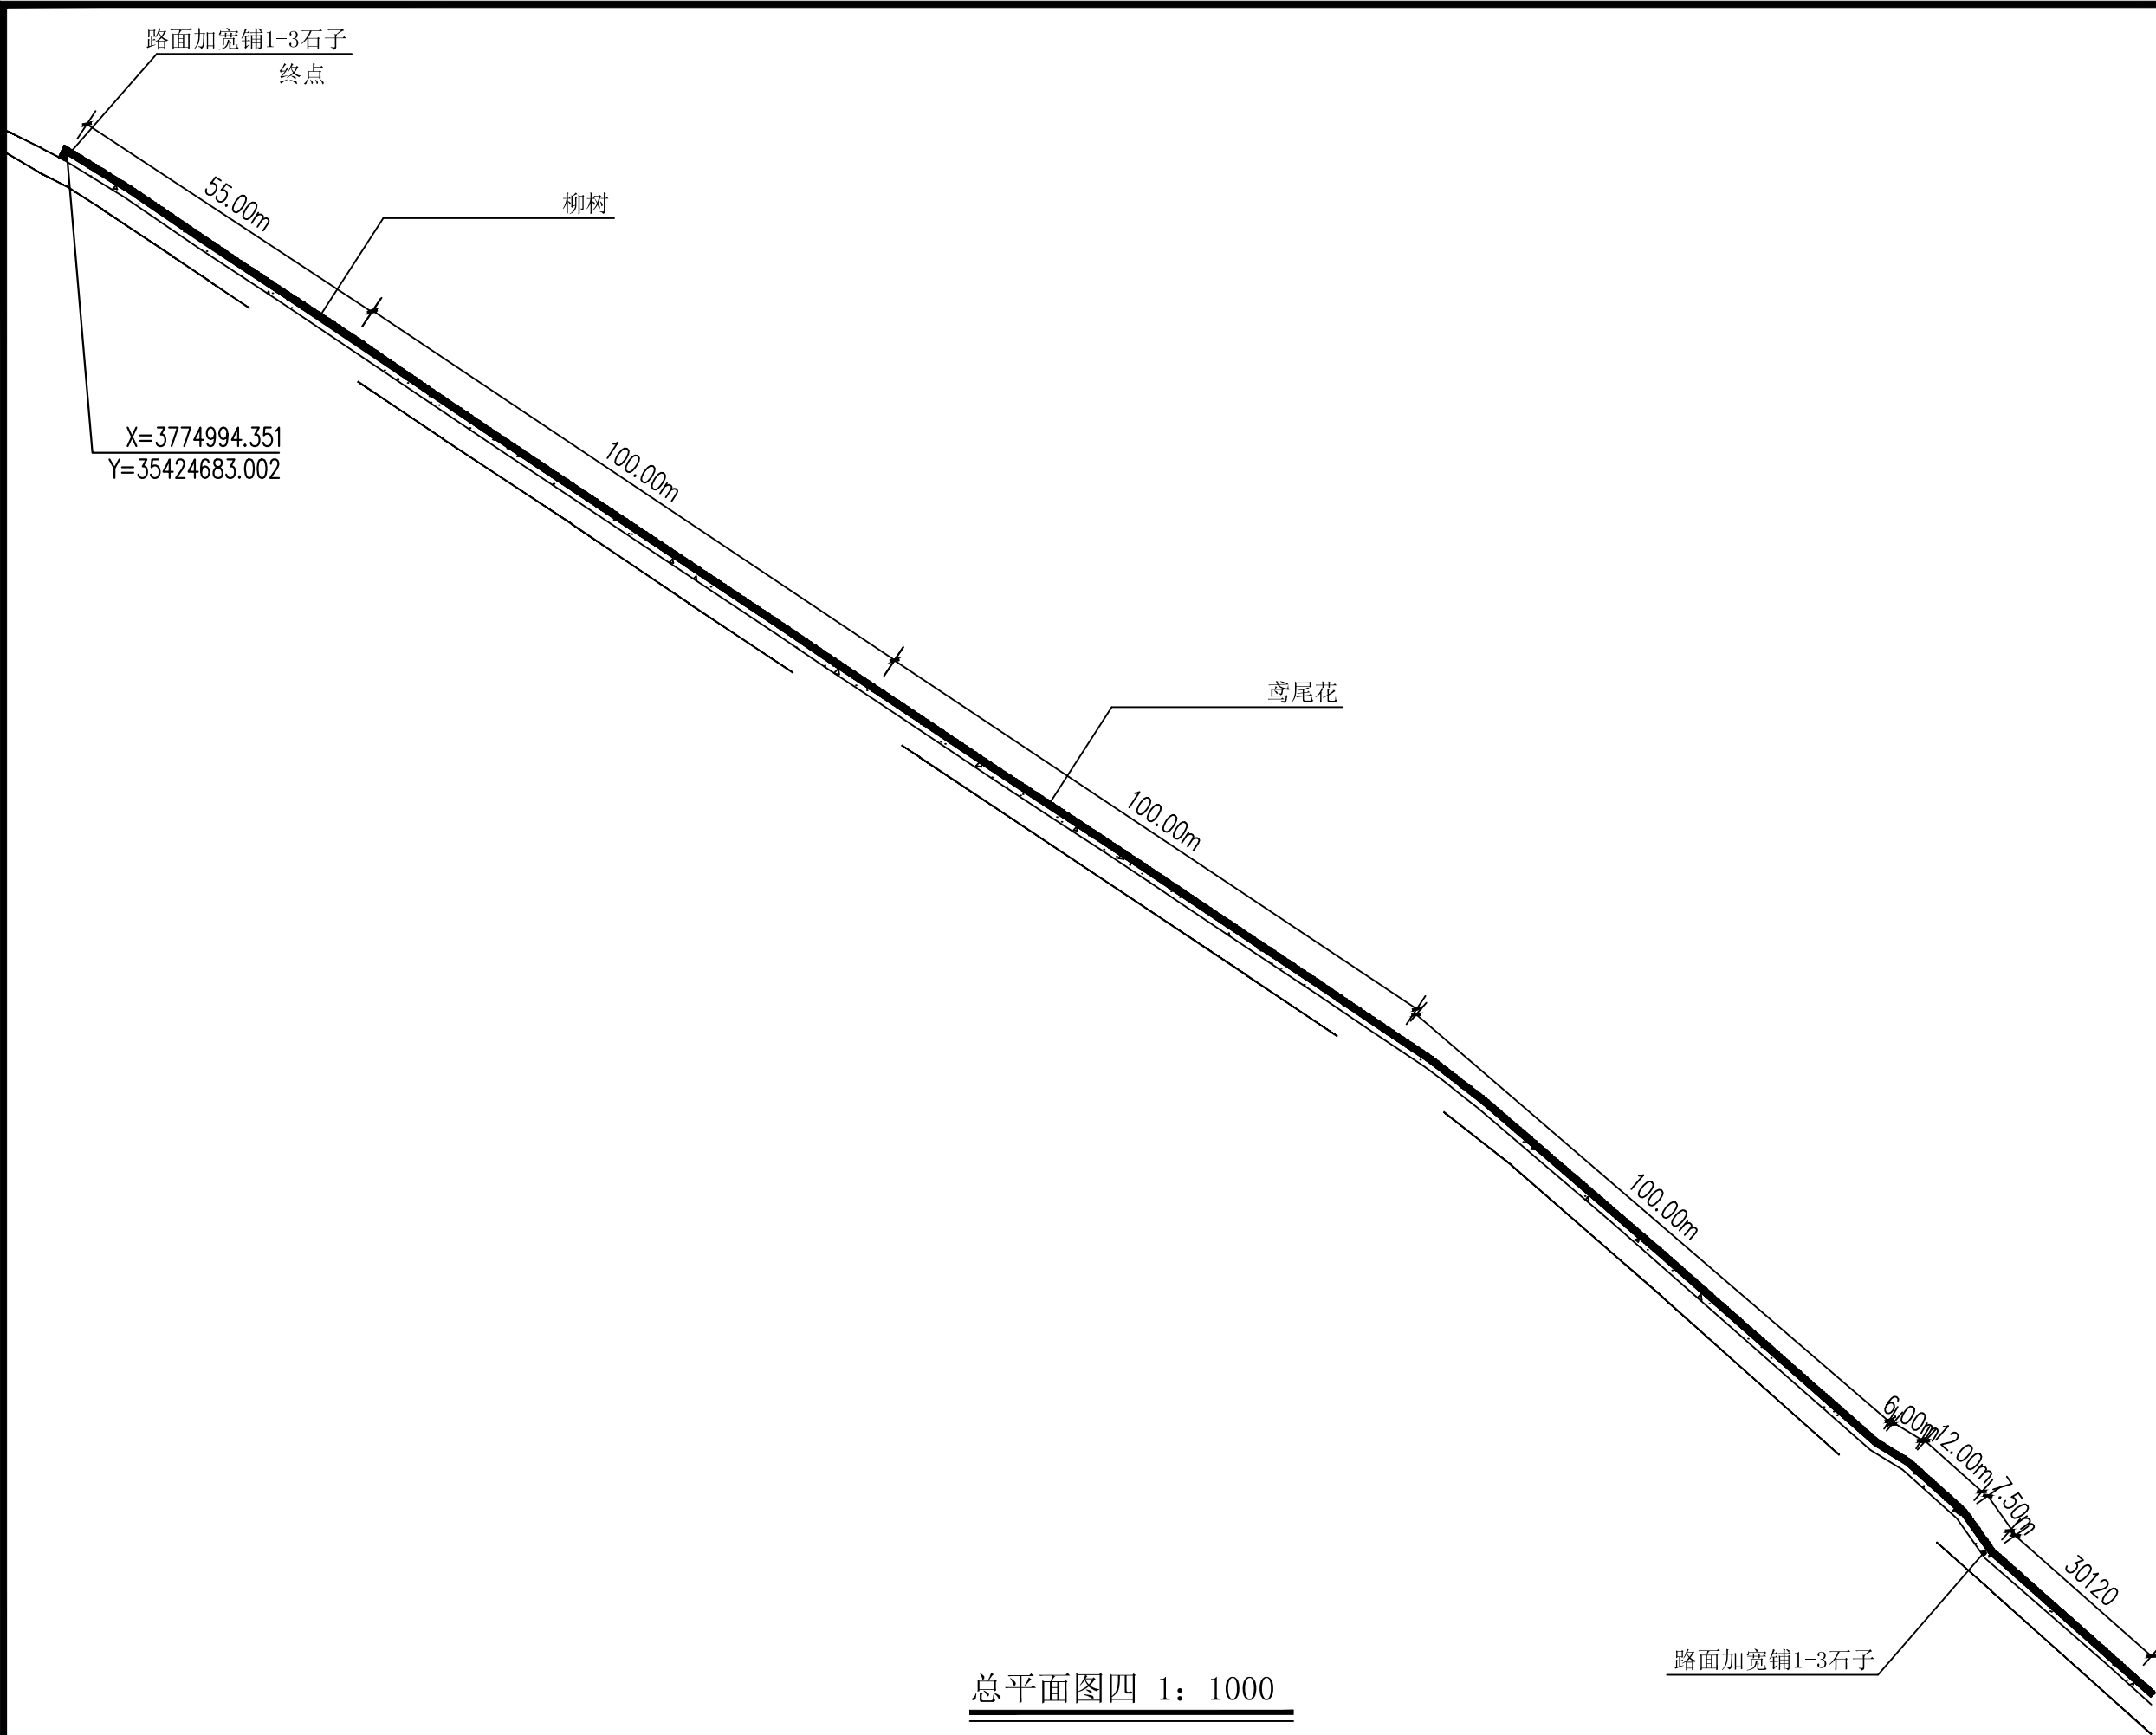 路面加宽铺1-3石子
终点
55.00m
柳树
X=3774994.351
Y=35424683.002
100.00m
鸢尾花
100.00m
100.00m
6.00m
12.00m
7.50m
30120
路面加宽铺1-3石子
总平面图四 1：1000